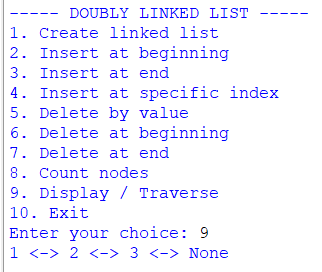 ----- DOUBLY LINKED LIST -----
1. Create linked list
2. Insert at beginning
3. Insert at end
4. Insert at specific index
5. Delete by value
6. Delete at beginning
7. Delete at end
8. Count nodes
9. Display / Traverse
10. Exit
Enter your choice: 9
1 <-> 2 <-> 3 <-> None